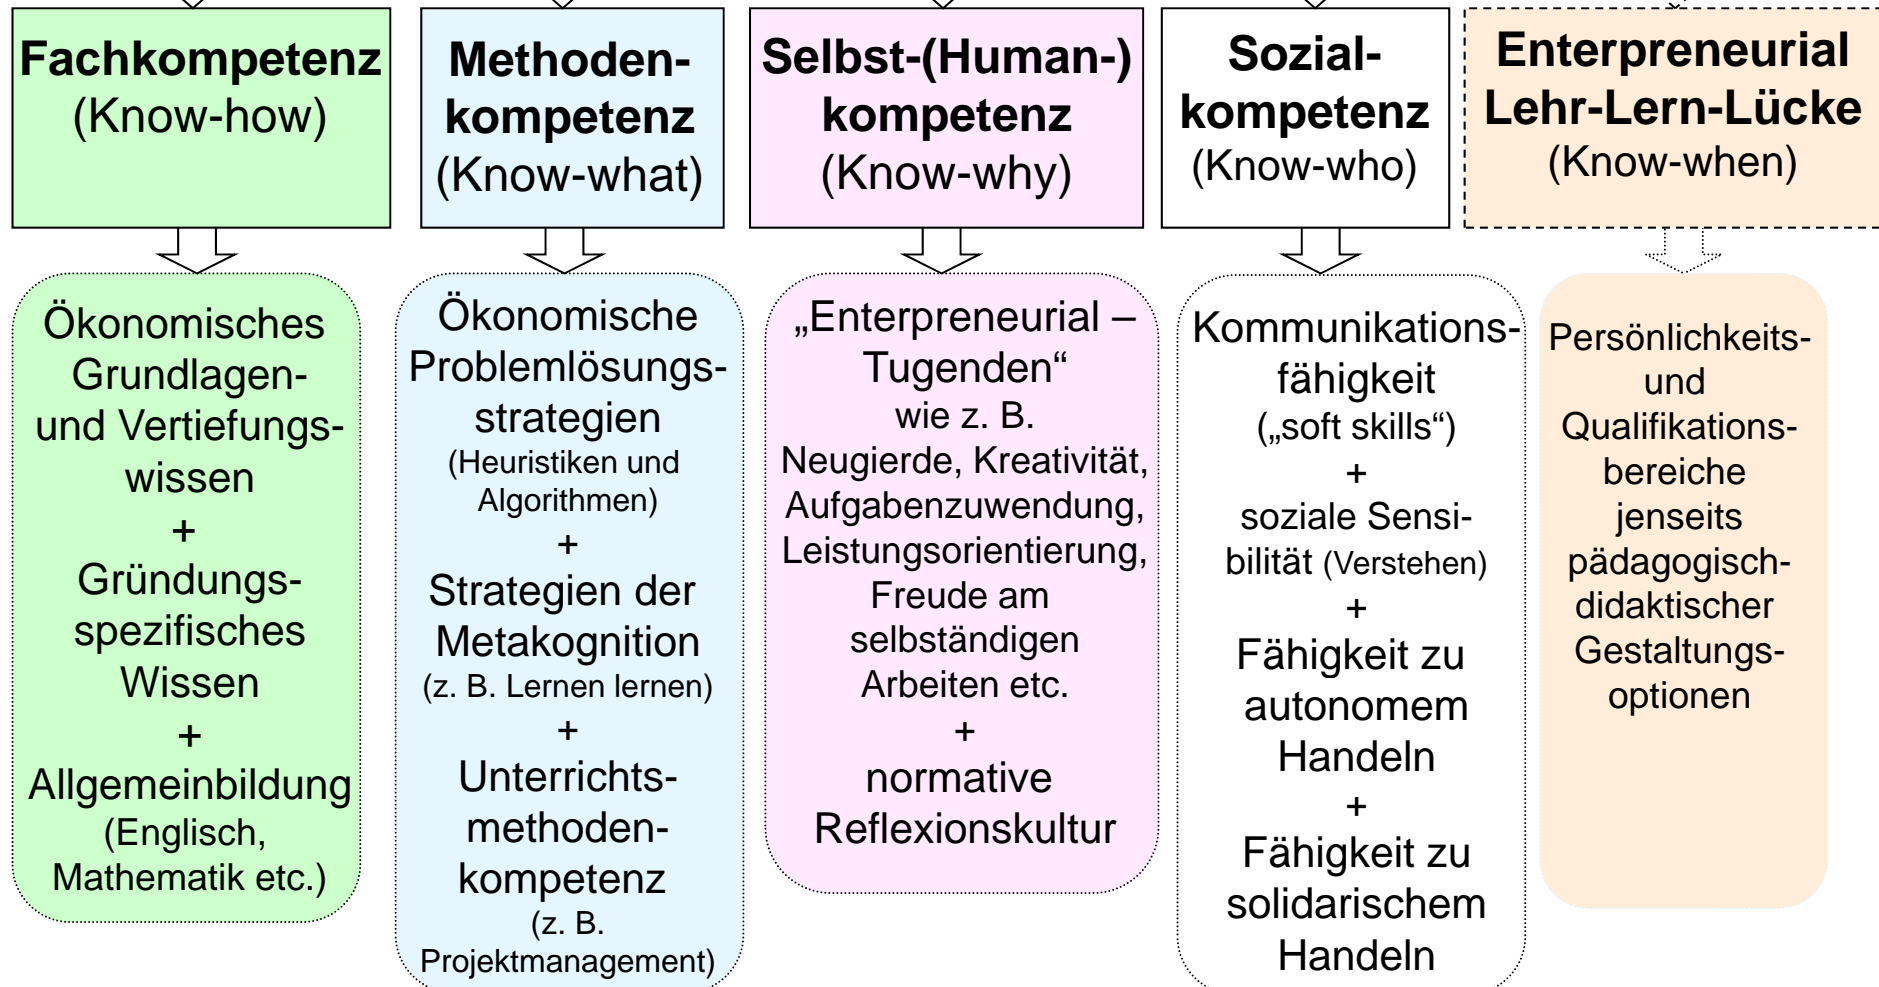 Fachkompetenz
(Know-how)
Methoden-
kompetenz
(Know-what)
Selbst-(Human-)
kompetenz
(Know-why)
Sozial-
kompetenz
(Know-who)
Enterpreneurial
Lehr-Lern-Lücke
(Know-when)
Ökonomisches
Grundlagen-
und Vertiefungs-
wissen
+
Gründungs-
spezifisches
Wissen
+
Allgemeinbildung
(Englisch,
Mathematik etc.)
Ökonomische
Problemlösungs-
strategien
(Heuristiken und
Algorithmen)
+
Strategien der
Metakognition
(z. B. Lernen lernen)
+
Unterrichts-
methoden-
kompetenz
(z. B.
Projektmanagement)
„Enterpreneurial –
Tugenden“
wie z. B.
Neugierde, Kreativität,
Aufgabenzuwendung,
Leistungsorientierung,
Freude am
selbständigen
Arbeiten etc.
+
normative
Reflexionskultur
Kommunikations-
fähigkeit
(„soft skills“)
+
soziale Sensi-
bilität (Verstehen)
+
Fähigkeit zu
autonomem
Handeln
+
Fähigkeit zu
solidarischem
Handeln
Persönlichkeits-
und
Qualifikations-
bereiche
jenseits
pädagogisch-
didaktischer
Gestaltungs-
optionen